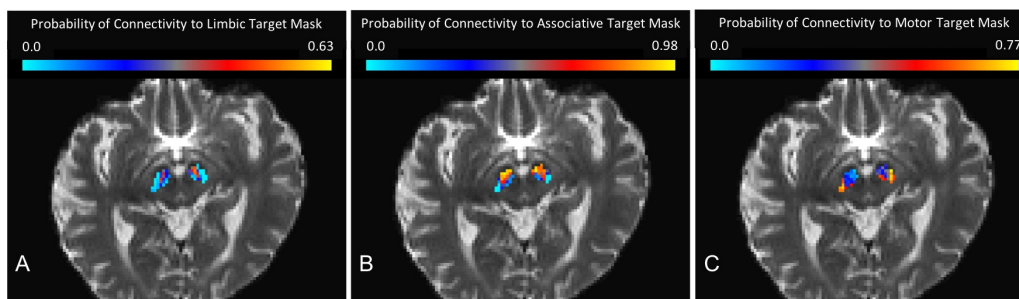 Probability of Connectivity to Limbic Target Mask
0.0 0.63
A
Probability of Connectivity to Associative Target Mask
0.0 0.98
B
Probability of Connectivity to Motor Target Mask
0.0 0.77
C